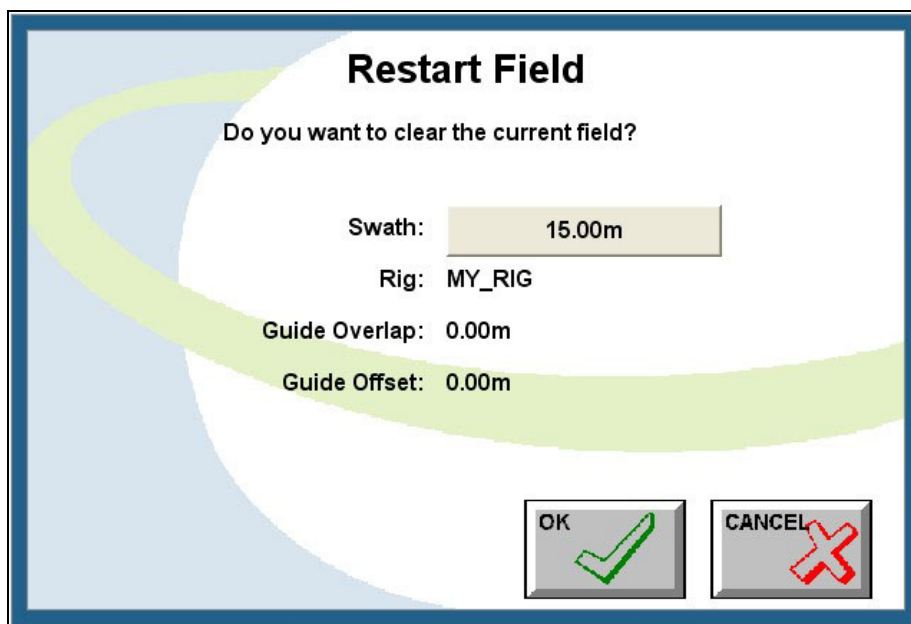 Restart Field
Do you want to clear the current field?
Swath: 15.00m
Rig: MY_RIG
Guide Overlap: 0.00m
Guide Offset: 0.00m
OK CANCEL